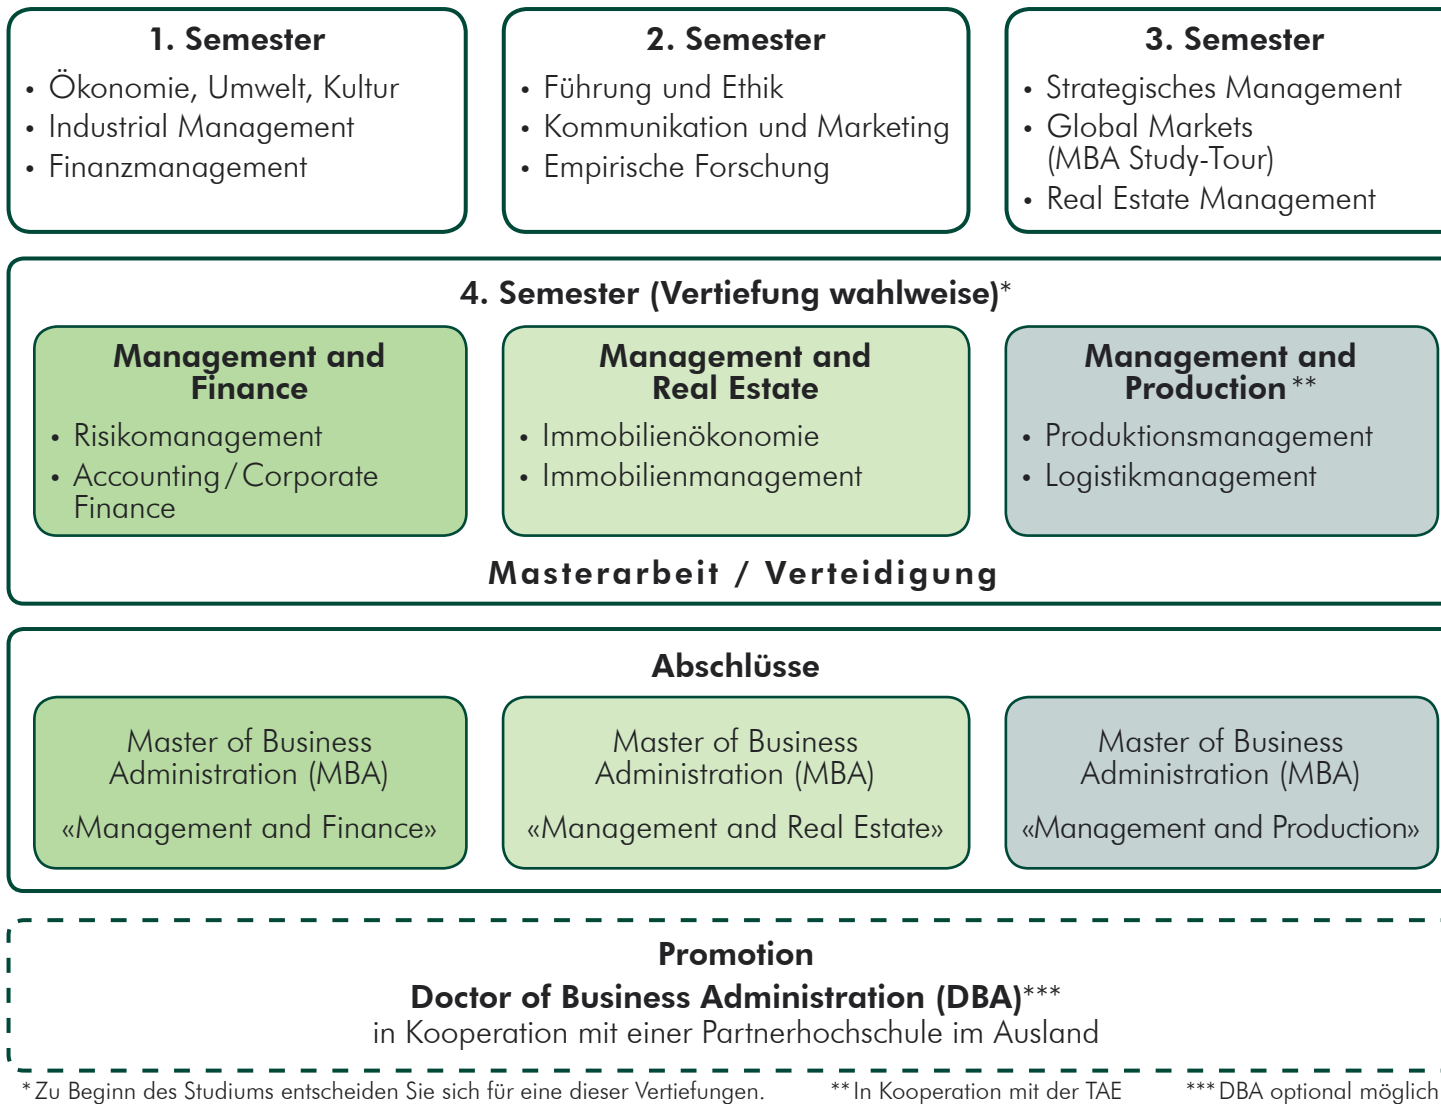 1. Semester
• Ökonomie, Umwelt, Kultur
• Industrial Management
• Finanzmanagement
2. Semester
• Führung und Ethik
• Kommunikation und Marketing
• Empirische Forschung
3. Semester
• Strategisches Management
• Global Markets
(MBA Study-Tour)
• Real Estate Management
4. Semester (Vertiefung wahlweise)*
Management and
Finance
• Risikomanagement
• Accounting / Corporate
Finance
Management and
Real Estate
• Immobilienökonomie
• Immobilienmanagement
Management and
Production **
• Produktionsmanagement
• Logistikmanagement
Masterarbeit / Verteidigung
Abschlüsse
Master of Business
Administration (MBA)
«Management and Finance»
Master of Business
Administration (MBA)
«Management and Real Estate»
Master of Business
Administration (MBA)
«Management and Production»
Promotion
Doctor of Business Administration (DBA)***
in Kooperation mit einer Partnerhochschule im Ausland
* Zu Beginn des Studiums entscheiden Sie sich für eine dieser Vertiefungen. ** In Kooperation mit der TAE *** DBA optional möglich